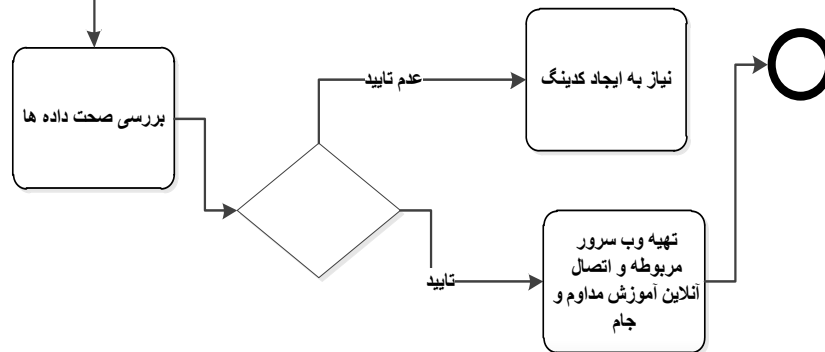 نیاز به ایجاد کدینگ
عدم تایید
بررسی صحت داده ها
تهیه وب سرور
مربوطه و اتصال
آنلاین آموزش مداوم و
جام
تایید